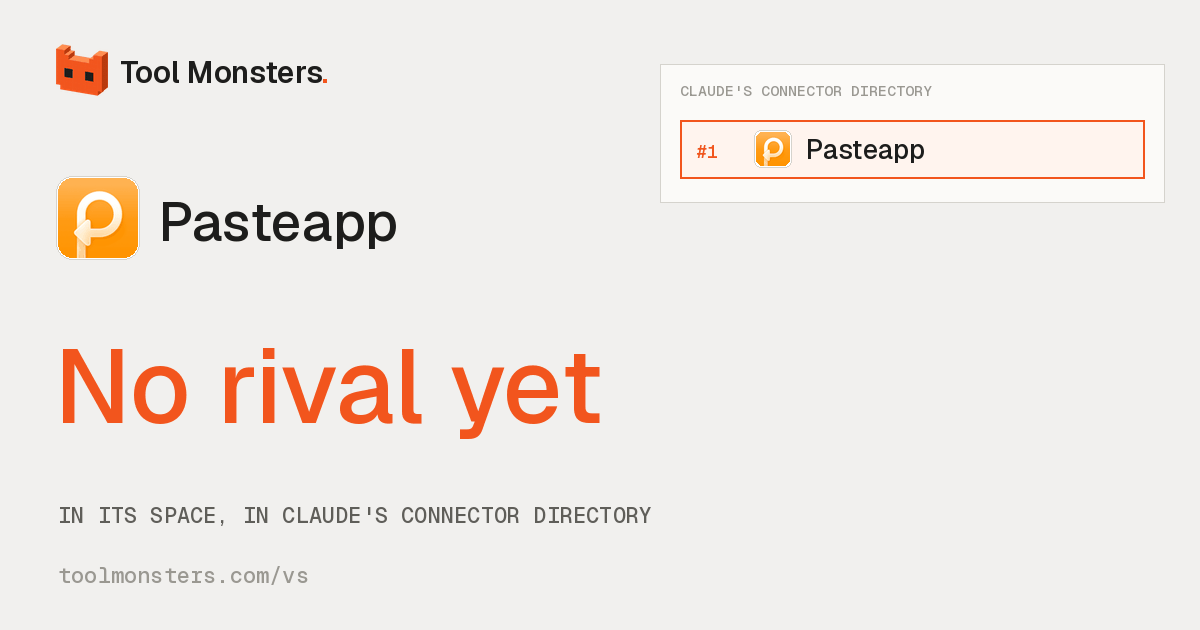 Tool Monsters.
CLAUDE'S CONNECTOR DIRECTORY
#1 Pasteapp
Pasteapp
No rival yet
IN ITS SPACE, IN CLAUDE'S CONNECTOR DIRECTORY
toolmonsters.com/vs